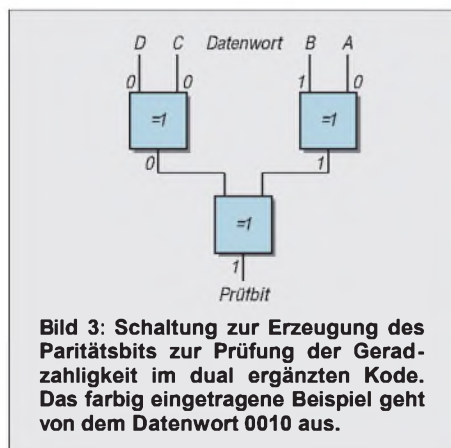 D C Datenwort B A
0 0 1 0
=1 =1
0 1
=1
1
Prüfbit
Bild 3: Schaltung zur Erzeugung des
Paritätsbits zur Prüfung der Gerad-
zahligkeit im dual ergänzten Kode.
Das farbig eingetragene Beispiel geht
von dem Datenwort 0010 aus.